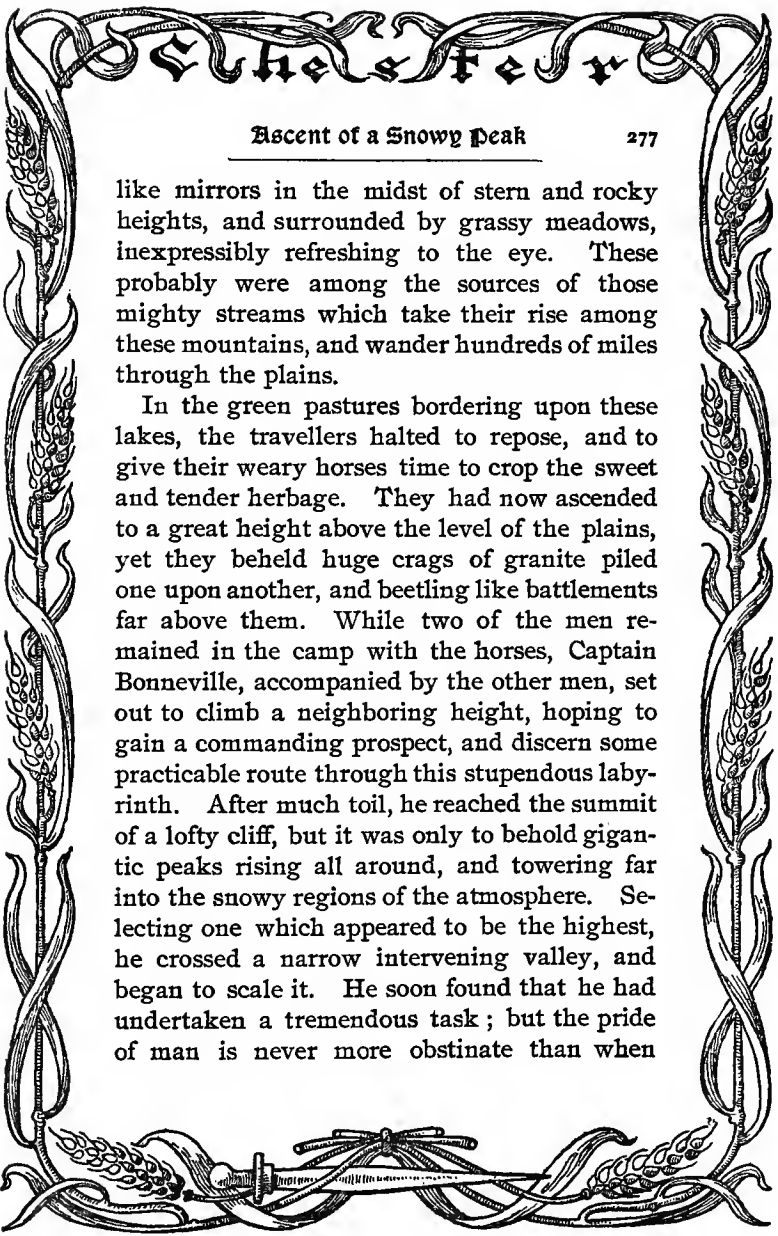 Chester
Ascent of a Snowy Peak 277
like mirrors in the midst of stern and rocky
heights, and surrounded by grassy meadows,
inexpressibly refreshing to the eye. These
probably were among the sources of those
mighty streams which take their rise among
these mountains, and wander hundreds of miles
through the plains.
In the green pastures bordering upon these
lakes, the travellers halted to repose, and to
give their weary horses time to crop the sweet
and tender herbage. They had now ascended
to a great height above the level of the plains,
yet they beheld huge crags of granite piled
one upon another, and beetling like battlements
far above them. While two of the men re-
mained in the camp with the horses, Captain
Bonneville, accompanied by the other men, set
out to climb a neighboring height, hoping to
gain a commanding prospect, and discern some
practicable route through this stupendous laby-
rinth. After much toil, he reached the summit
of a lofty cliff, but it was only to behold gigan-
tic peaks rising all around, and towering far
into the snowy regions of the atmosphere. Se-
lecting one which appeared to be the highest,
he crossed a narrow intervening valley, and
began to scale it. He soon found that he had
undertaken a tremendous task ; but the pride
of man is never more obstinate than when